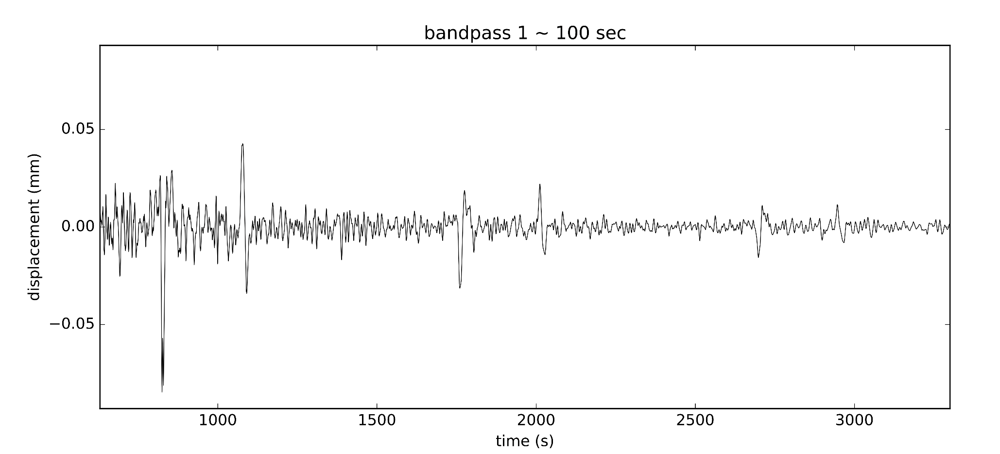 bandpass 1 ~ 100 sec
0.05
0.00
−0.05
displacement (mm)
1000 1500 2000 2500 3000
time (s)